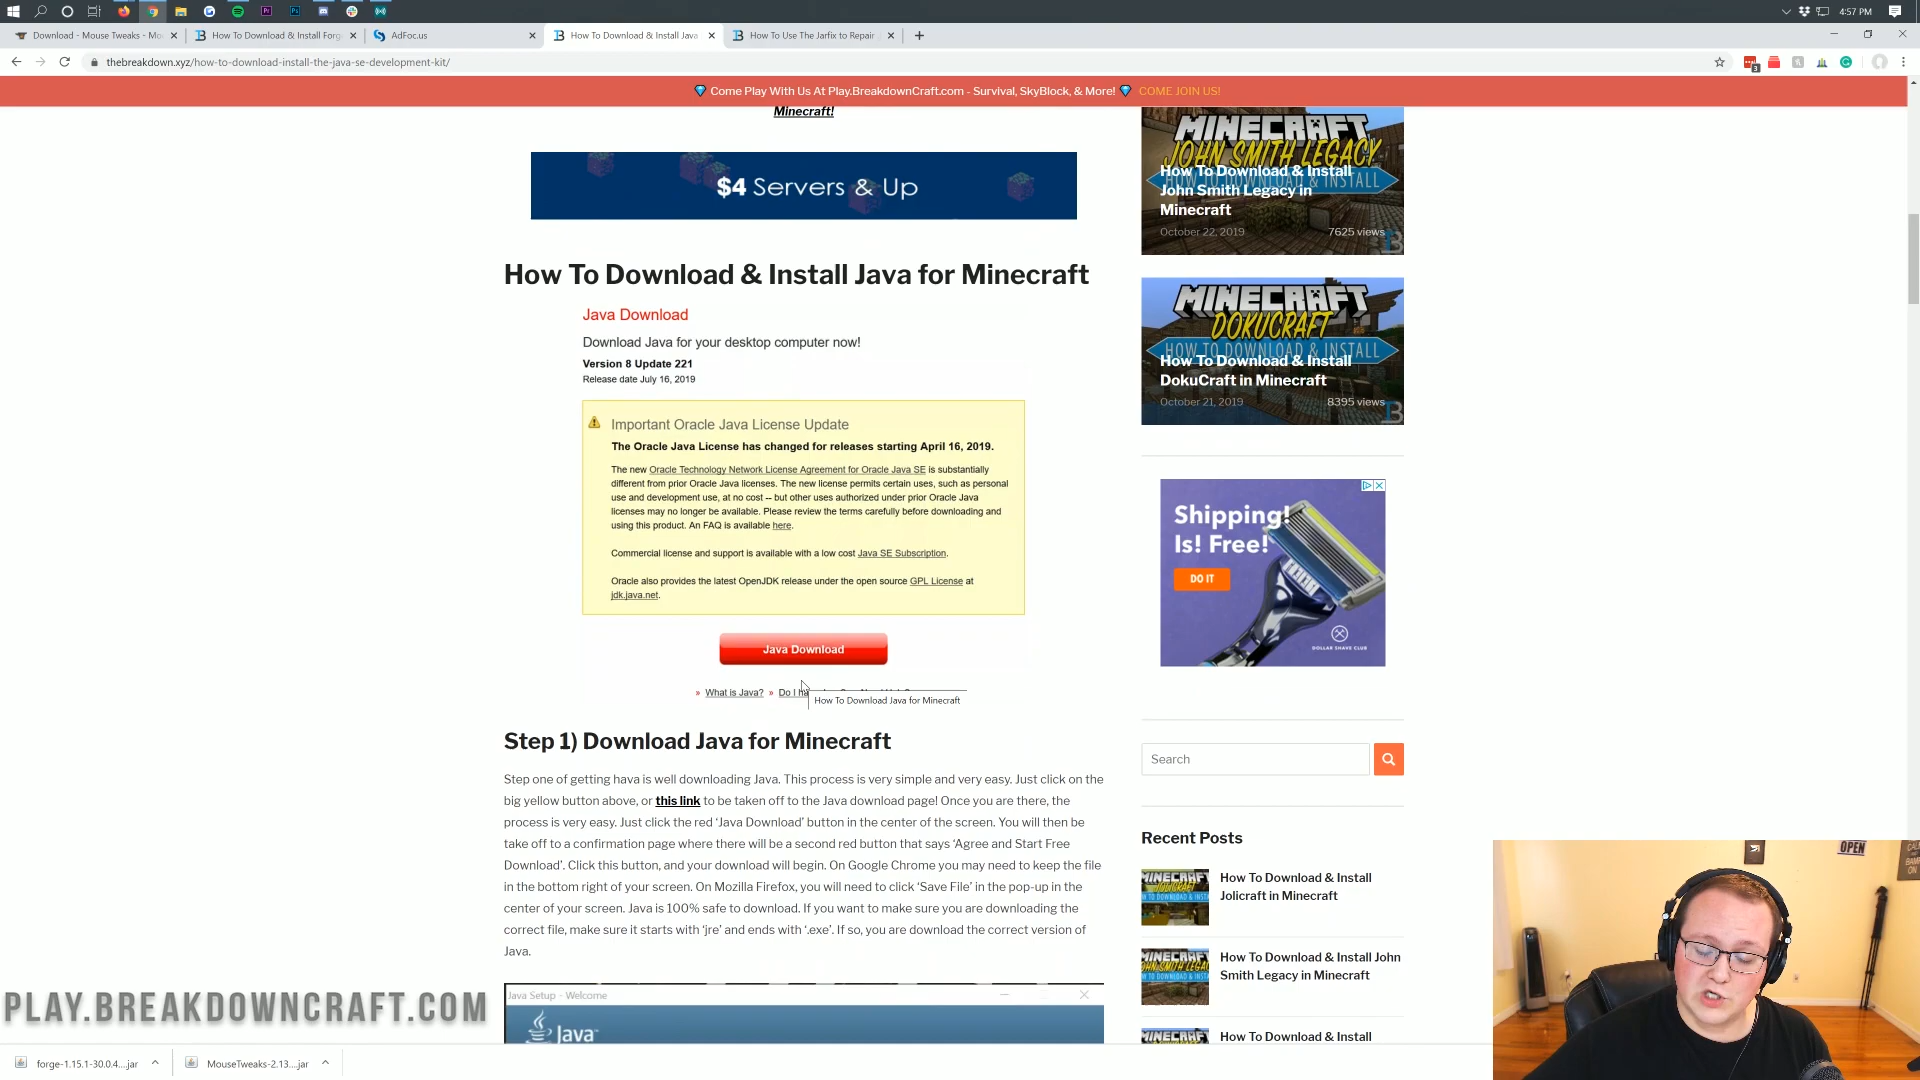 4:57 PM
Download - Mouse Tweaks - Mo
How To Download & Install Forg
AdFoc.us
How To Download & Install Java
How To Use The Jarfix to Repair
thebreakdown.xyz/how-to-download-install-the-java-se-development-kit/
3
Come Play With Us At Play.BreakdownCraft.com - Survival, SkyBlock, & More! COME JOIN US!
Minecraft!
$4 Servers & Up
How To Download & Install Java for Minecraft
Java Download
Download Java for your desktop computer now!
Version 8 Update 221
Release date July 16, 2019
Important Oracle Java License Update
The Oracle Java License has changed for releases starting April 16, 2019.
The new Oracle Technology Network License Agreement for Oracle Java SE is substantially
different from prior Oracle Java licenses. The new license permits certain uses, such as personal
use and development use, at no cost -- but other uses authorized under prior Oracle Java
licenses may no longer be available. Please review the terms carefully before downloading and
using this product. An FAQ is available here.
Commercial license and support is available with a low cost Java SE Subscription.
Oracle also provides the latest OpenJDK release under the open source GPL License at
jdk.java.net.
Java Download
» What is Java? » Do I ha
How To Download Java for Minecraft
Step 1) Download Java for Minecraft
Step one of getting hava is well downloading Java. This process is very simple and very easy. Just click on the
big yellow button above, or this link to be taken off to the Java download page! Once you are there, the
process is very easy. Just click the red ‘Java Download’ button in the center of the screen. You will then be
take off to a confirmation page where there will be a second red button that says ‘Agree and Start Free
Download’. Click this button, and your download will begin. On Google Chrome you may need to keep the file
in the bottom right of your screen. On Mozilla Firefox, you will need to click ‘Save File’ in the pop-up in the
center of your screen. Java is 100% safe to download. If you want to make sure you are downloading the
correct file, make sure it starts with ‘jre’ and ends with ‘.exe’. If so, you are download the correct version of
Java.
Java Setup - Welcome
Java
MINECRAFT
JOHN SMITH LEGACY
HOW TO DOWNLOAD & INSTALL
How To Download & Install
John Smith Legacy in
Minecraft
October 22, 2019
7625 views
MINECRAFT
DOKUCRAFT
HOW TO DOWNLOAD & INSTALL
How To Download & Install
DokuCraft in Minecraft
October 21, 2019
8395 views
Shipping!
Is! Free!
DO IT
DOLLAR SHAVE CLUB
Search
Recent Posts
How To Download & Install
Jolicraft in Minecraft
How To Download & Install John
Smith Legacy in Minecraft
How To Download & Install
OPEN
PLAY.BREAKDOWNCRAFT.COM
forge-1.15.1-30.0.4....jar
MouseTweaks-2.13....jar